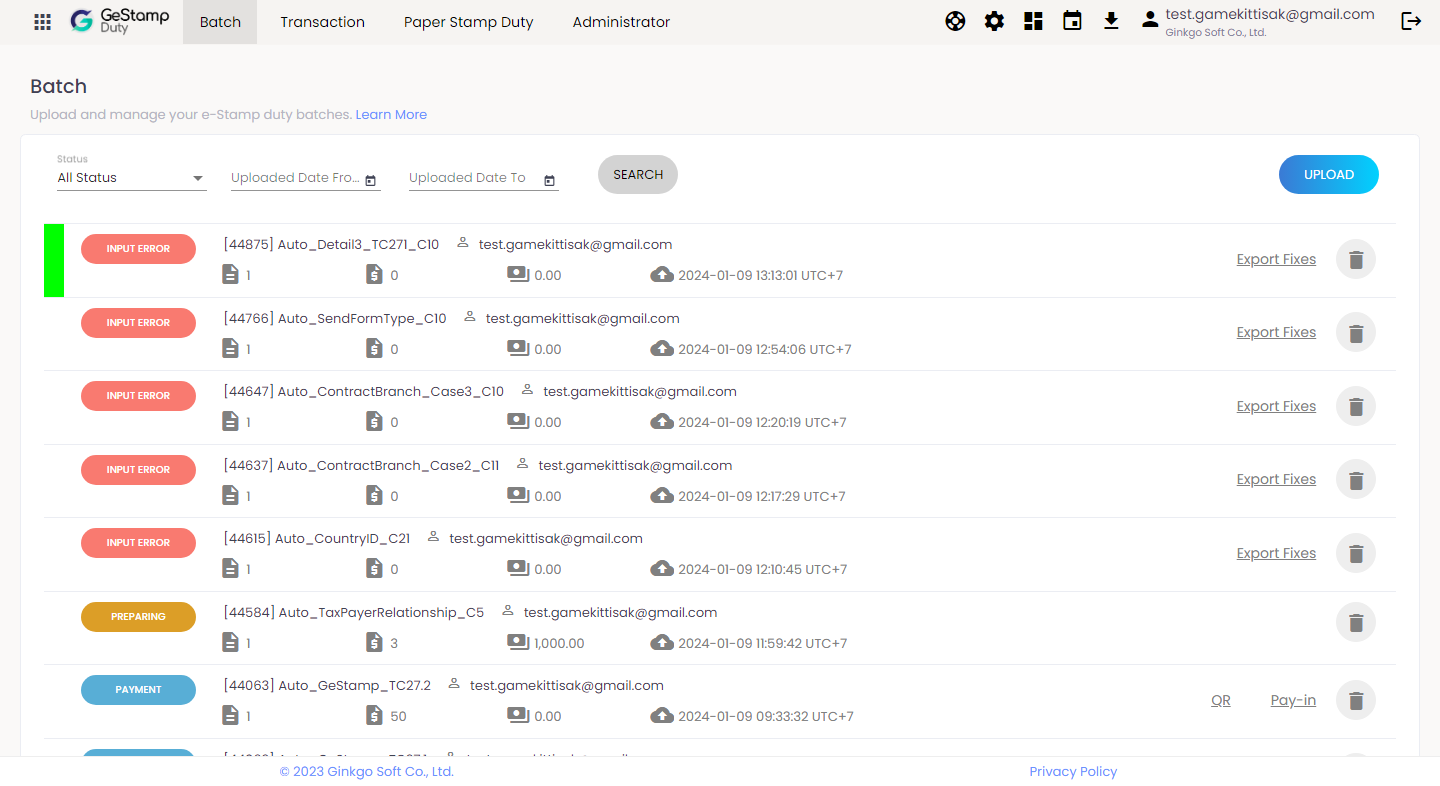 GeStamp
Duty
Batch
Transaction
Paper Stamp Duty
Administrator
test.gamekittisak@gmail.com
Ginkgo Soft Co., Ltd.
Batch
Upload and manage your e-Stamp duty batches. Learn More
Status
All Status
Uploaded Date Fro...
Uploaded Date To
SEARCH
UPLOAD
INPUT ERROR
[44875] Auto_Detail3_TC271_C10 test.gamekittisak@gmail.com
1 0 0.00 2024-01-09 13:13:01 UTC+7
Export Fixes
INPUT ERROR
[44766] Auto_SendFormType_C10 test.gamekittisak@gmail.com
1 0 0.00 2024-01-09 12:54:06 UTC+7
Export Fixes
INPUT ERROR
[44647] Auto_ContractBranch_Case3_C10 test.gamekittisak@gmail.com
1 0 0.00 2024-01-09 12:20:19 UTC+7
Export Fixes
INPUT ERROR
[44637] Auto_ContractBranch_Case2_C11 test.gamekittisak@gmail.com
1 0 0.00 2024-01-09 12:17:29 UTC+7
Export Fixes
INPUT ERROR
[44615] Auto_CountryID_C21 test.gamekittisak@gmail.com
1 0 0.00 2024-01-09 12:10:45 UTC+7
Export Fixes
PREPARING
[44584] Auto_TaxPayerRelationship_C5 test.gamekittisak@gmail.com
1 3 1,000.00 2024-01-09 11:59:42 UTC+7
PAYMENT
[44063] Auto_GeStamp_TC27.2 test.gamekittisak@gmail.com
1 50 0.00 2024-01-09 09:33:32 UTC+7
QR Pay-in
© 2023 Ginkgo Soft Co., Ltd.
Privacy Policy